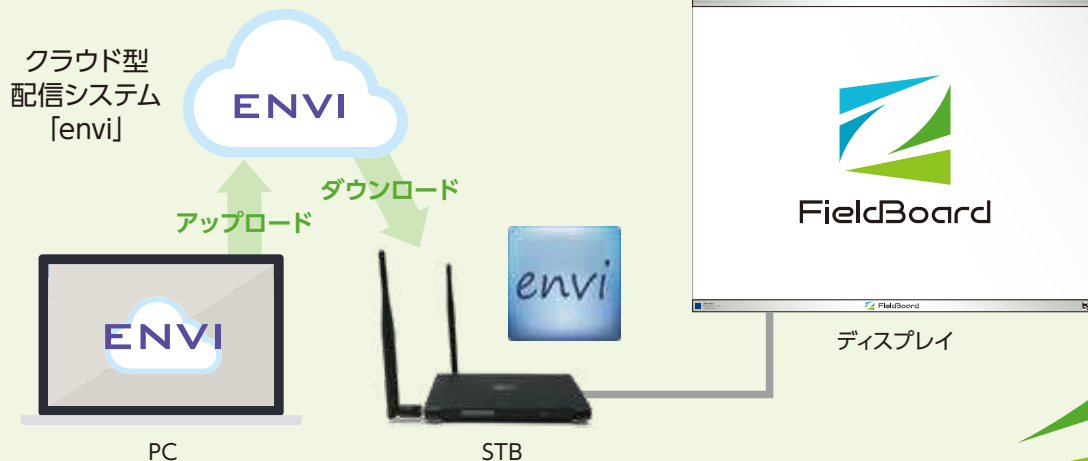 クラウド型
配信システム
「envi」
ENVI
アップロード
ダウンロード
ENVI
envi
PC
STB
FieldBoard
FieldBoard
ディスプレイ